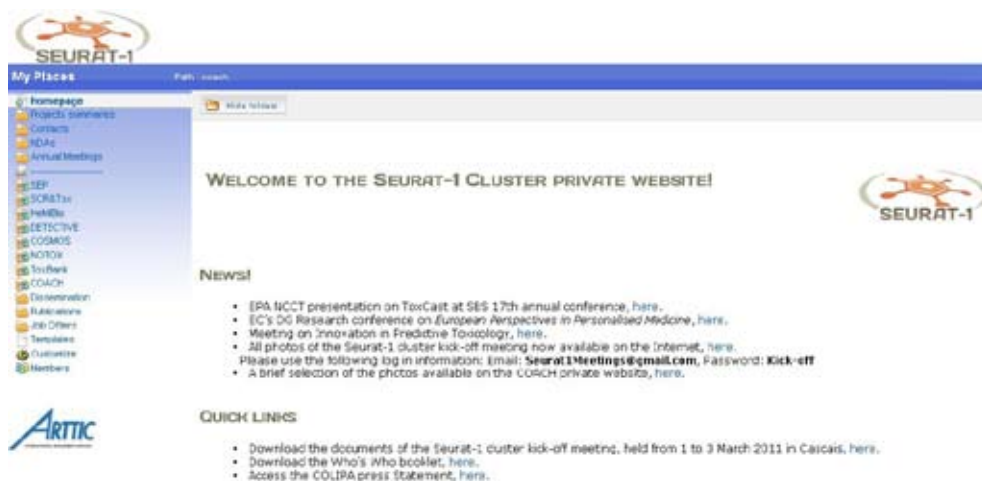 SEURAT-1
My Places
Path: coach
homepage
Hide follow
Projects summaries
Contacts
NDAs
Annual Meetings
WELCOME TO THE SEURAT-1 CLUSTER PRIVATE WEBSITE!
SEURAT-1
SEP
SCR&Tox
HeMiBio
DETECTIVE
COSMOS
NOTOX
ToxBank
COACH
Dissemination
Publications
Job Offers
Templates
Customize
Members
NEWS!
• EPA NCCT presentation on ToxCast at SES 17th annual conference, here.
• EC's DG Research conference on European Perspectives in Personalised Medicine, here.
• Meeting on Innovation in Predictive Toxicology, here.
• All photos of the Seurat-1 cluster kick-off meeting now available on the Internet, here.
Please use the following log in information: Email: Seurat1Meetings@gmail.com, Password: Kick-off
• A brief selection of the photos available on the COACH private website, here.
ARTTIC
QUICK LINKS
• Download the documents of the Seurat-1 cluster kick-off meeting, held from 1 to 3 March 2011 in Cascais, here.
• Download the Who's Who booklet, here.
• Access the COLIPA press Statement, here.